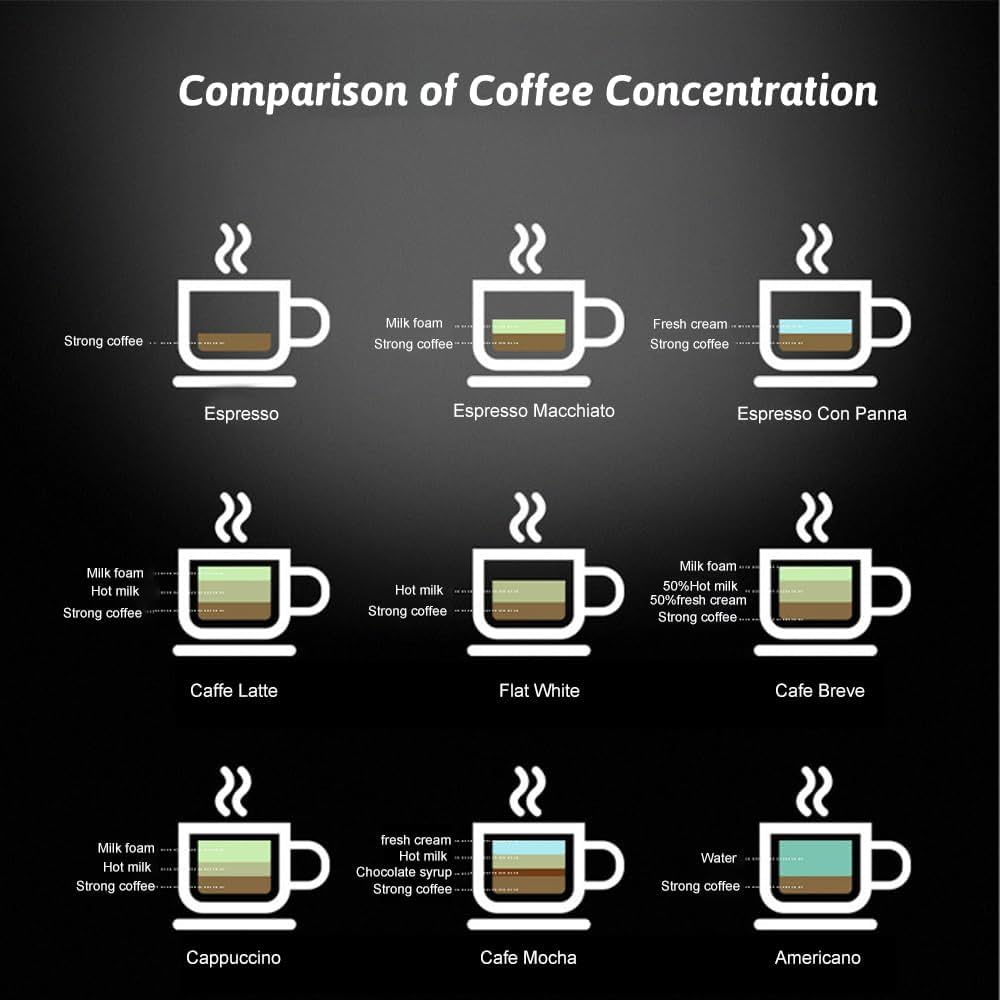 Comparison of Coffee Concentration
Strong coffee
Espresso
Milk foam
Strong coffee
Espresso Macchiato
Fresh cream
Strong coffee
Espresso Con Panna
Milk foam
Hot milk
Strong coffee
Caffe Latte
Hot milk
Strong coffee
Flat White
Milk foam
50%Hot milk
50%fresh cream
Strong coffee
Cafe Breve
Milk foam
Hot milk
Strong coffee
Cappuccino
fresh cream
Hot milk
Chocolate syrup
Strong coffee
Cafe Mocha
Water
Strong coffee
Americano